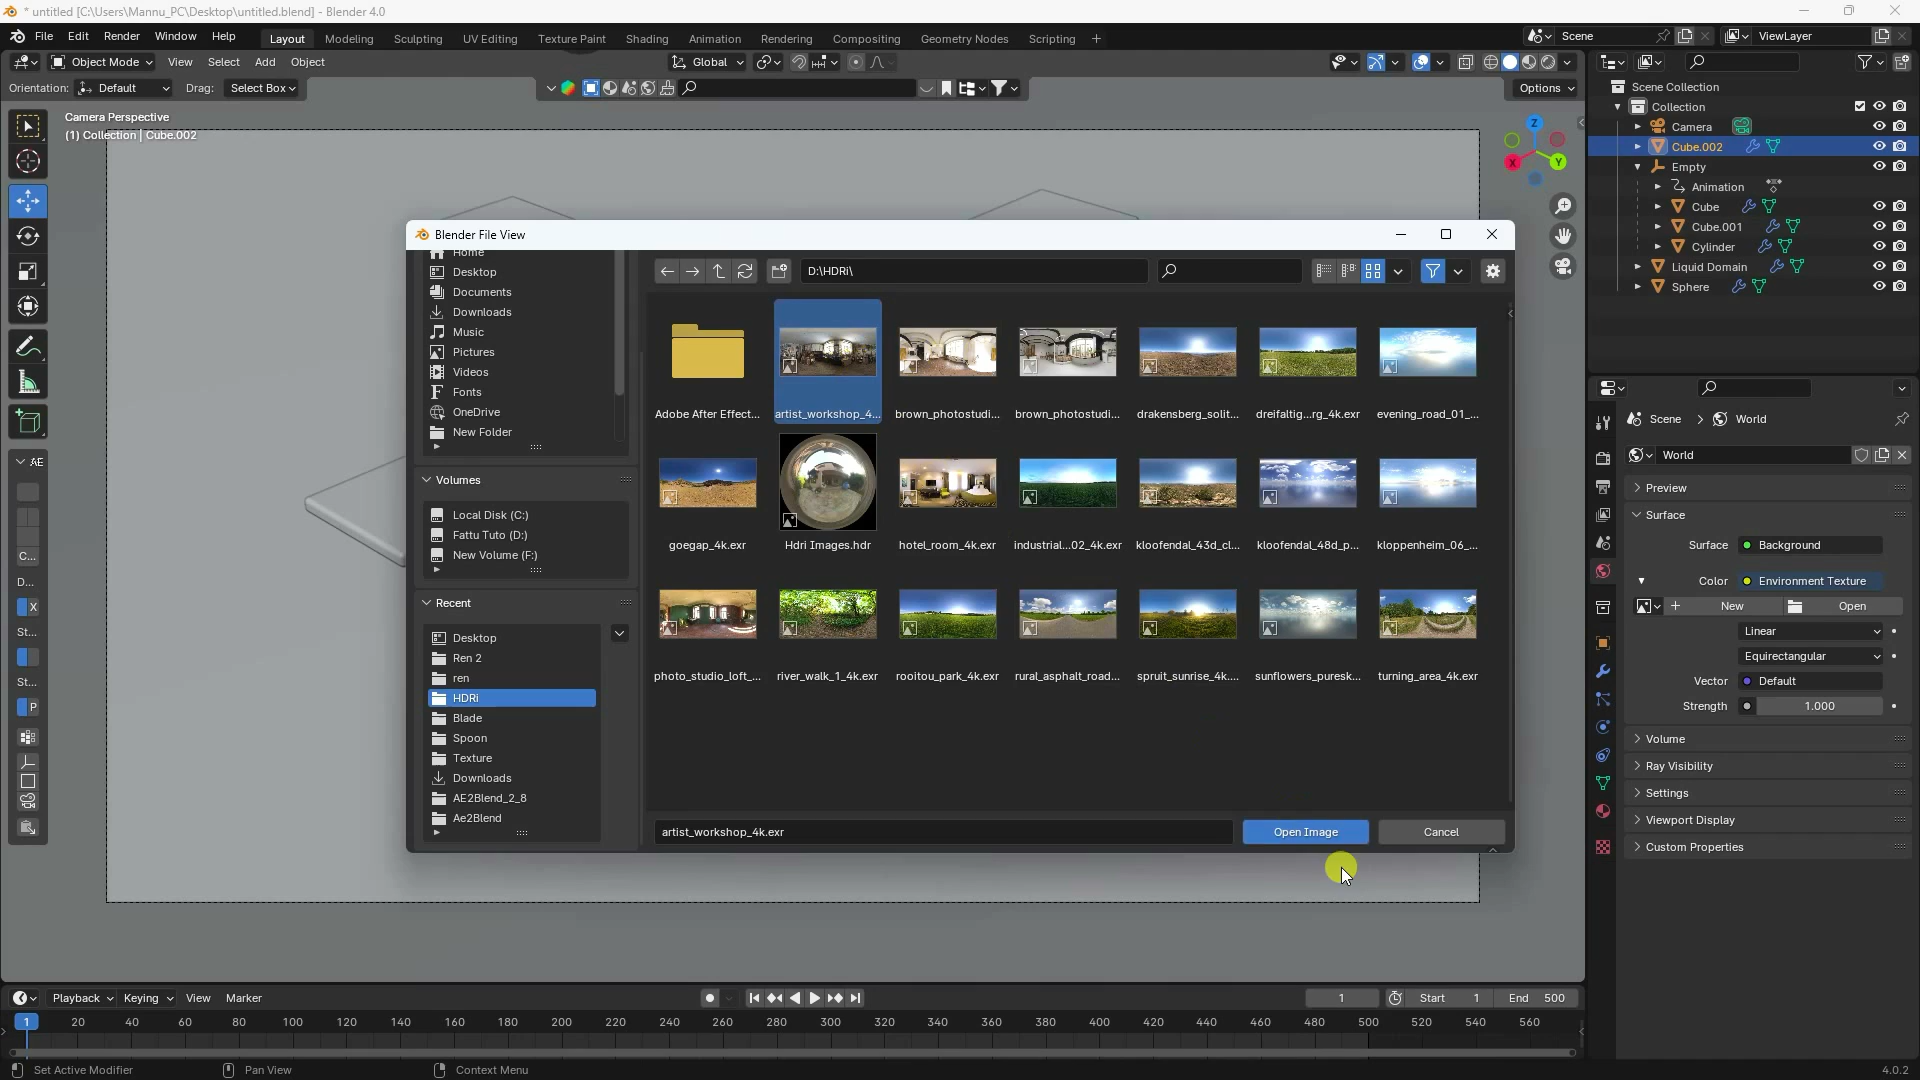 * untitled [C:\Users\Mannu_PC\Desktop\untitled.blend] - Blender 4.0
File Edit Render Window Help Layout Modeling Sculpting UV Editing Texture Paint Shading Animation Rendering Compositing Geometry Nodes Scripting + Scene ViewLayer
Object Mode View Select Add Object Global
Orientation: Default Drag: Select Box Options
Camera Perspective
(1) Collection | Cube.002
Z
Y
X
Scene Collection
Collection
Camera
Cube.002
Empty
Animation
Cube
Cube.001
Cylinder
Liquid Domain
Sphere
AE
C...
D...
X
St...
St...
P
Blender File View
Home
Desktop
Documents
Downloads
Music
Pictures
Videos
Fonts
OneDrive
New Folder
Volumes
Local Disk (C:)
Fattu Tuto (D:)
New Volume (F:)
Recent
Desktop
Ren 2
ren
HDRi
Blade
Spoon
Texture
Downloads
AE2Blend_2_8
Ae2Blend
D:\HDRi\
Adobe After Effect... artist_workshop_4... brown_photostudi... brown_photostudi... drakensberg_solit... dreifaltig...rg_4k.exr evening_road_01_...
goegap_4k.exr Hdri Images.hdr hotel_room_4k.exr industrial...02_4k.exr kloofendal_43d_cl... kloofendal_48d_p... kloppenheim_06_...
photo_studio_loft_... river_walk_1_4k.exr rooitou_park_4k.exr rural_asphalt_road... spruit_sunrise_4k.... sunflowers_puresk... turning_area_4k.exr
artist_workshop_4k.exr Open Image Cancel
Scene > World
World
Preview
Surface
Surface Background
Color Environment Texture
+ New Open
Linear
Equirectangular
Vector Default
Strength 1.000
Volume
Ray Visibility
Settings
Viewport Display
Custom Properties
Playback Keying View Marker 1 Start 1 End 500
1 20 40 60 80 100 120 140 160 180 200 220 240 260 280 300 320 340 360 380 400 420 440 460 480 500 520 540 560
Set Active Modifier Pan View Context Menu 4.0.2